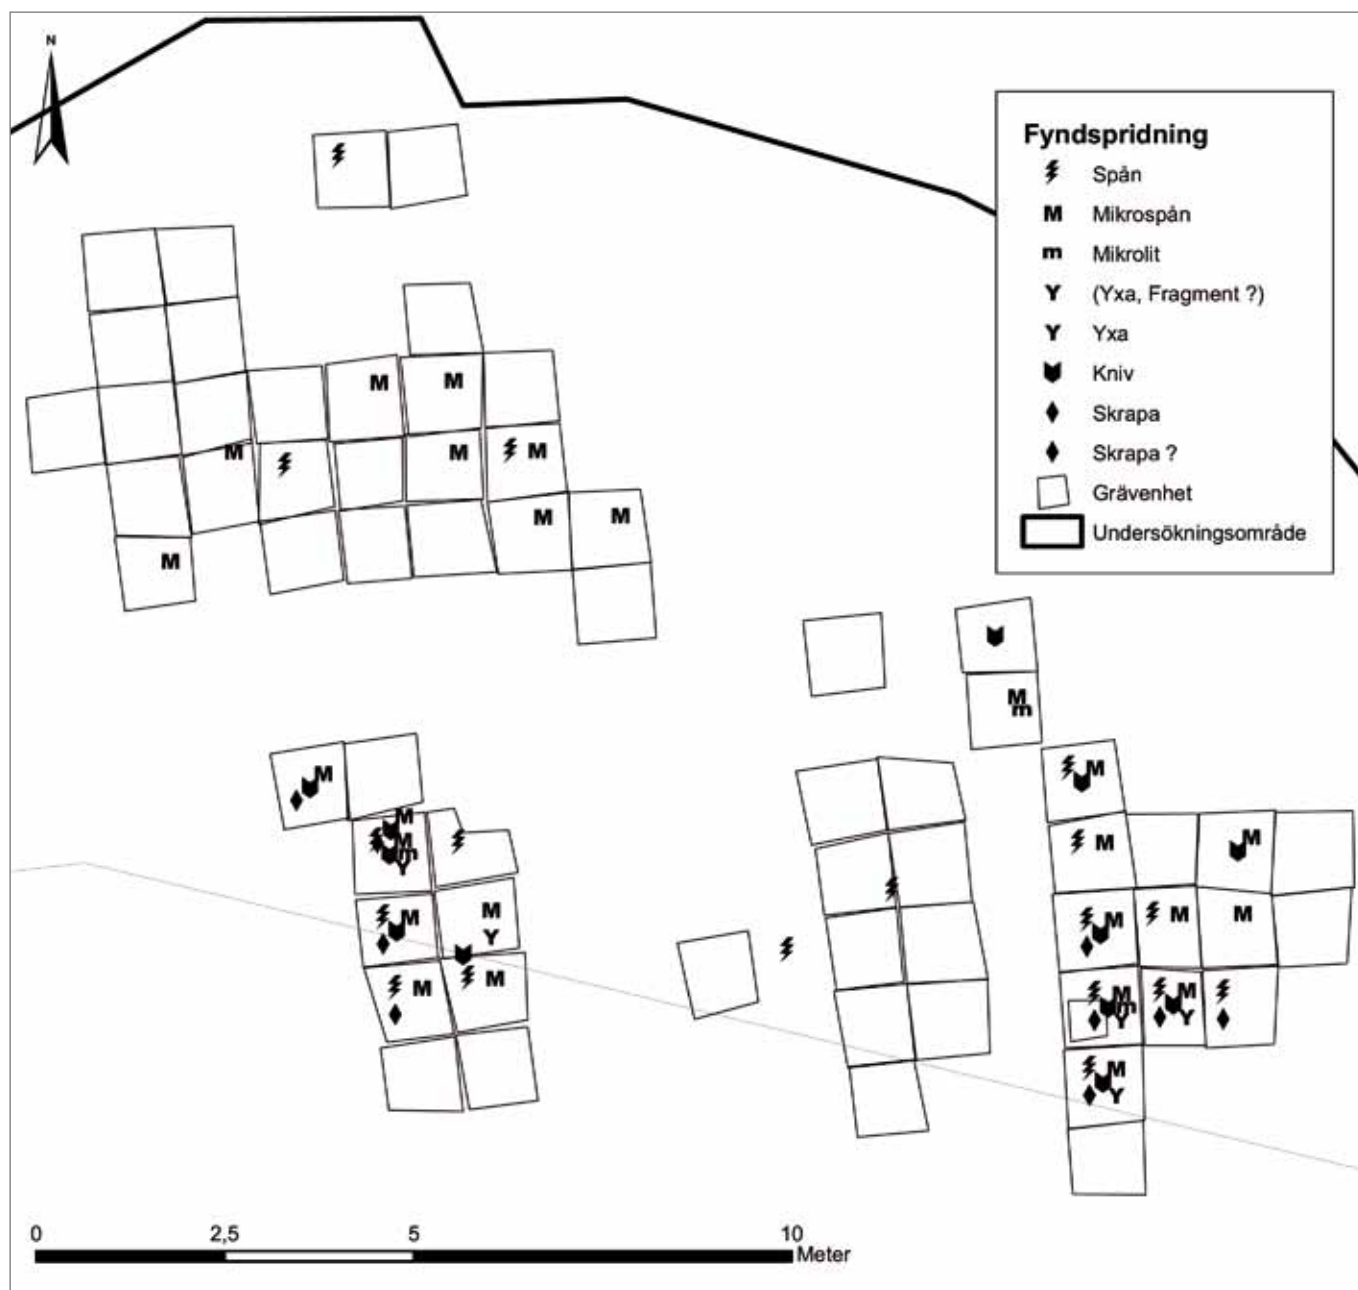 N
Fyndspridning
Spån
M Mikrospån
m Mikrolit
Y (Yxa, Fragment ?)
Y Yxa
Kniv
Skrapa
Skrapa ?
Grävenhet
Undersökningsområde
M M
M M M
M M
M
M
m
M M
M M
M
M
m
Y
M M M M M
Y
M M
M M
m
Y Y
M
Y
0 2,5 5 10
Meter